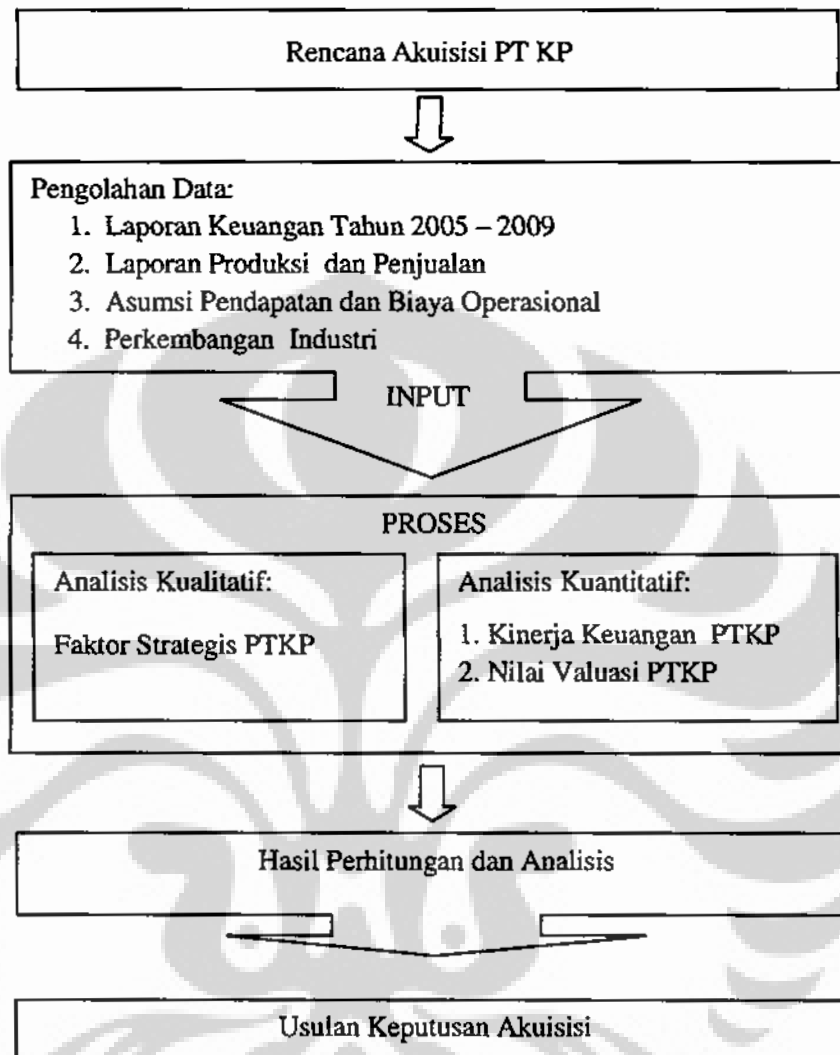 Rencana Akuisisi PT KP
Pengolahan Data:
1. Laporan Keuangan Tahun 2005 – 2009
2. Laporan Produksi dan Penjualan
3. Asumsi Pendapatan dan Biaya Operasional
4. Perkembangan Industri
INPUT
PROSES
Analisis Kualitatif:
Faktor Strategis PTKP
Analisis Kuantitatif:
1. Kinerja Keuangan PTKP
2. Nilai Valuasi PTKP
Hasil Perhitungan dan Analisis
Usulan Keputusan Akuisisi